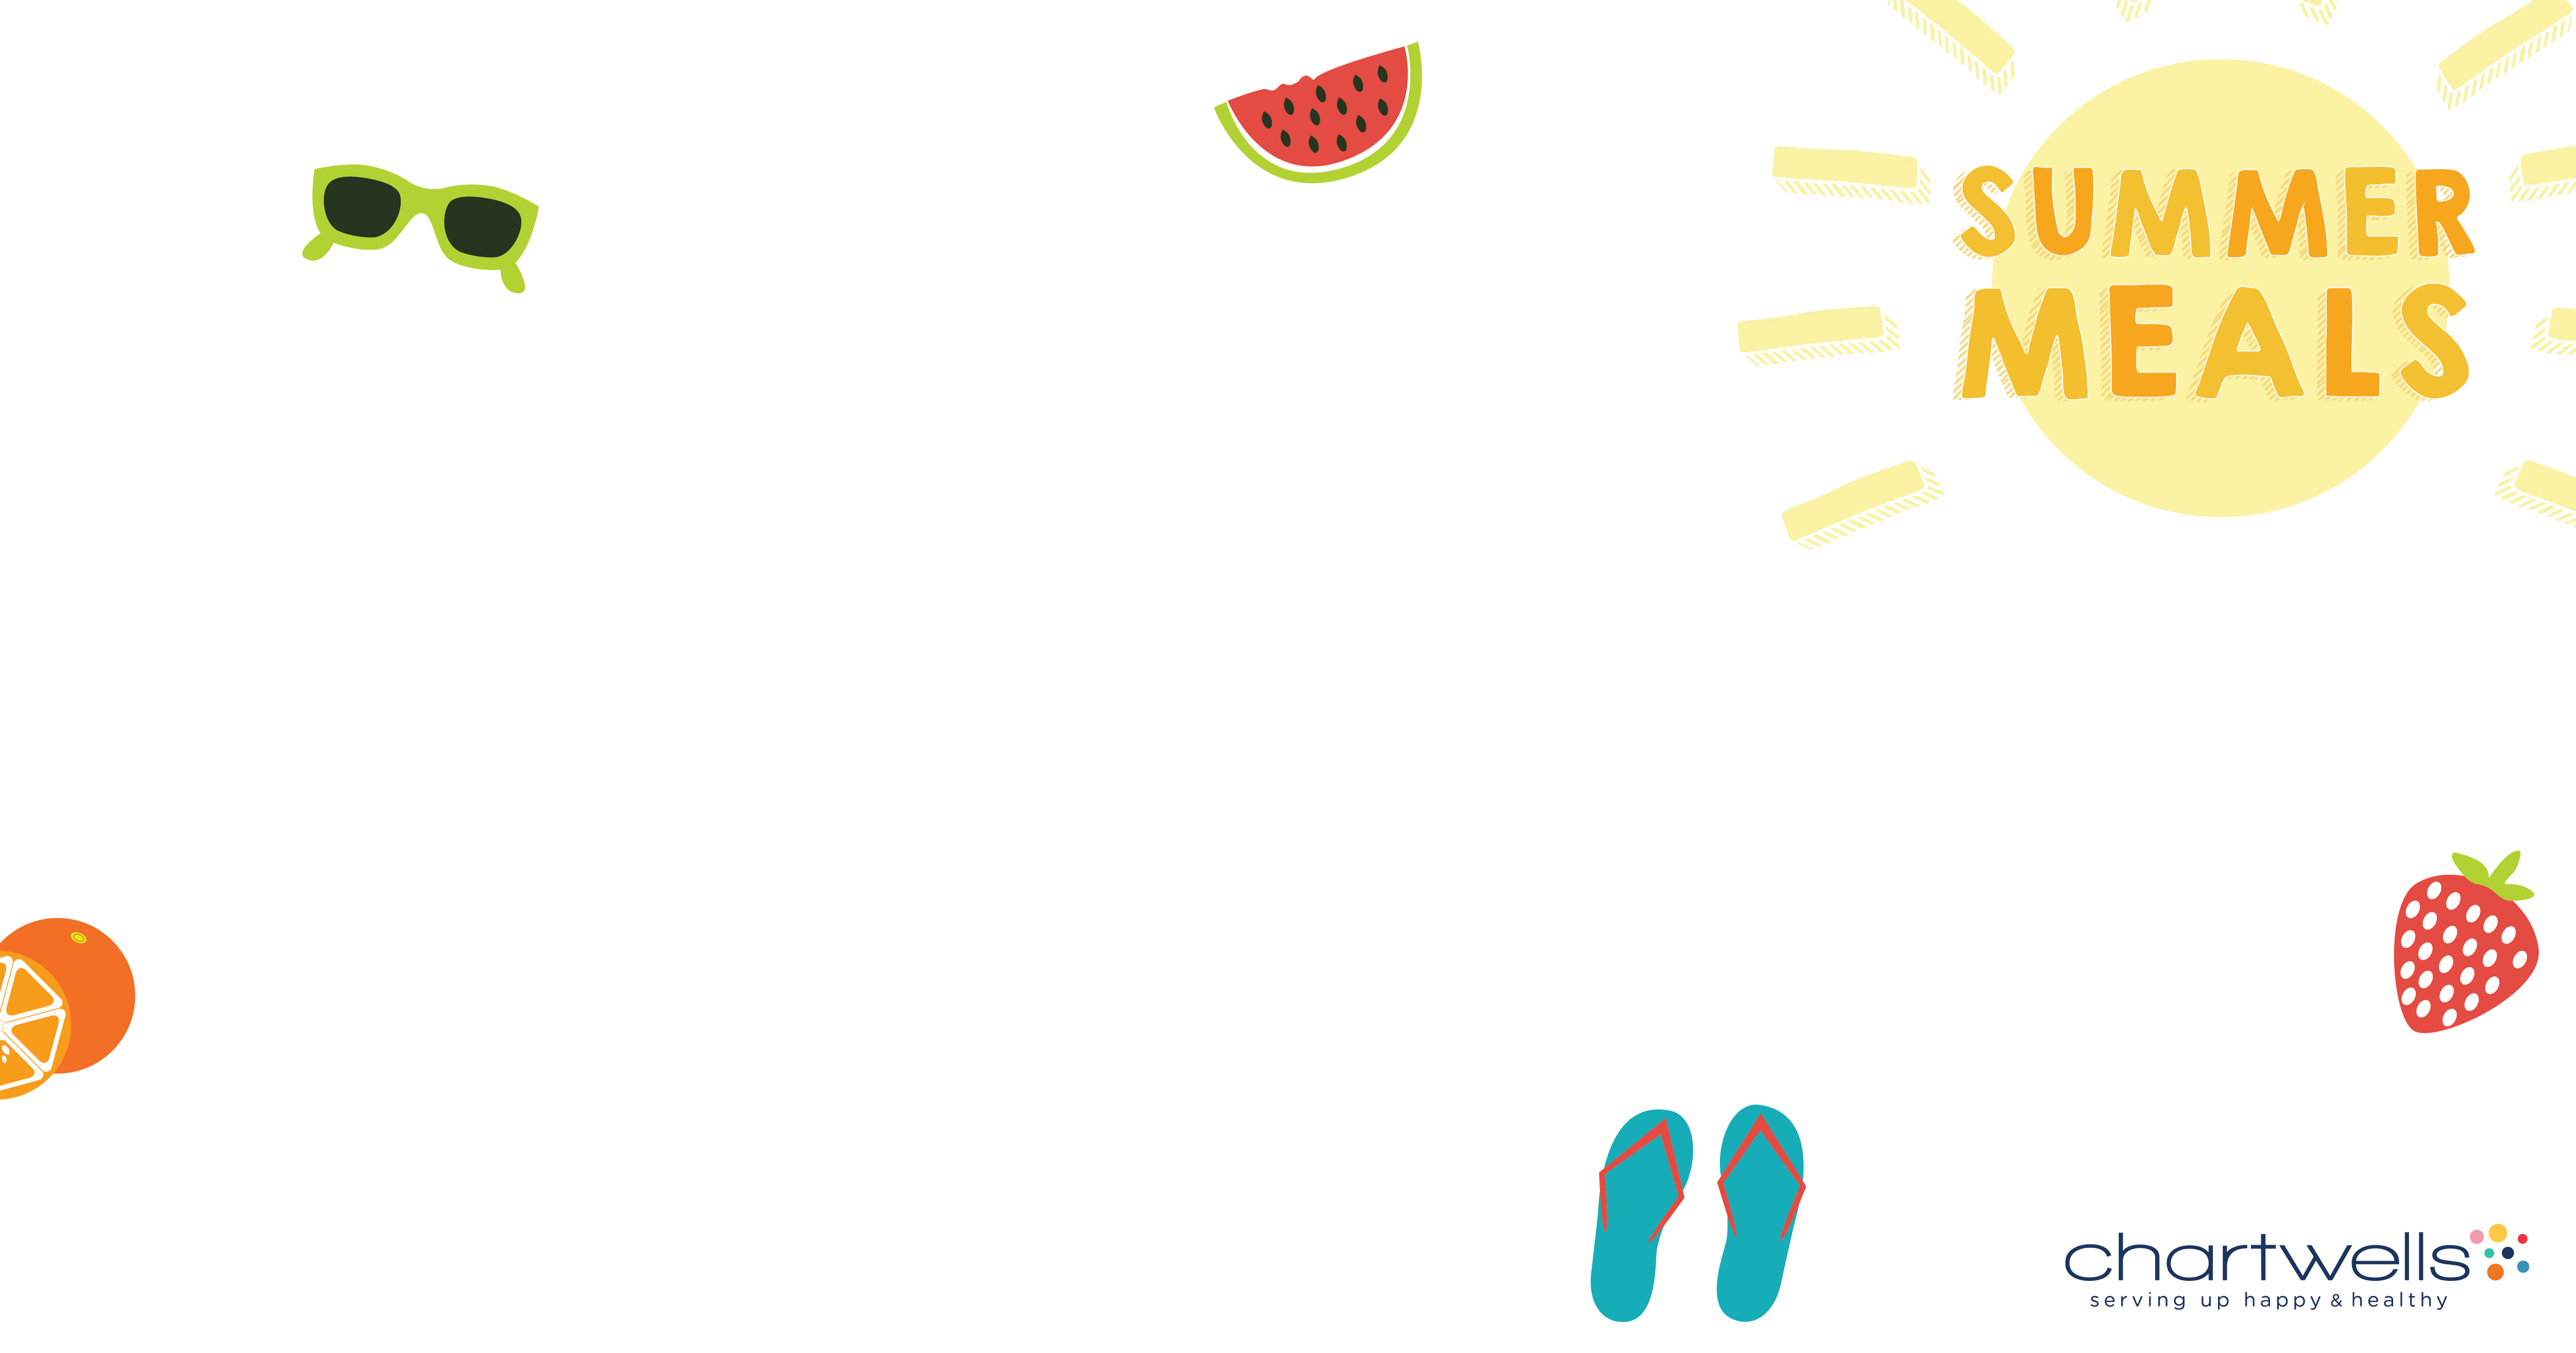 SUMMER
MEALS
chartwells
serving up happy & healthy